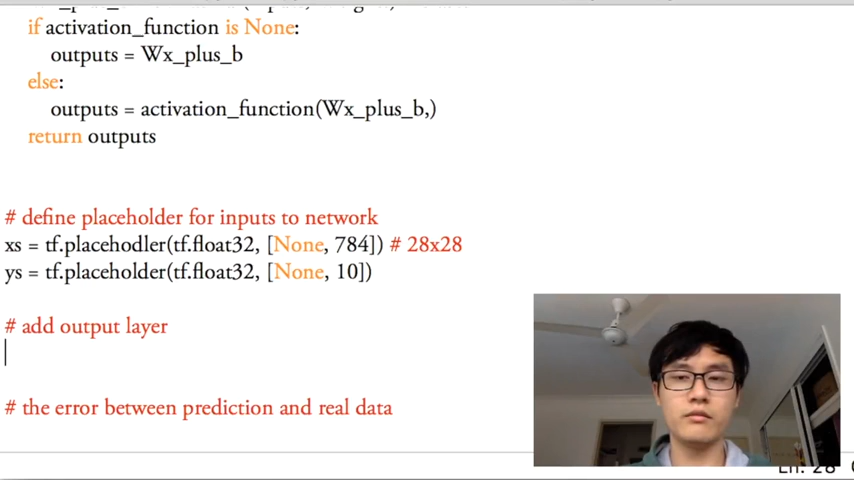 if activation_function is None:
outputs = Wx_plus_b
else:
outputs = activation_function(Wx_plus_b,)
return outputs
# define placeholder for inputs to network
xs = tf.placehodler(tf.float32, [None, 784]) # 28x28
ys = tf.placeholder(tf.float32, [None, 10])
# add output layer
# the error between prediction and real data
Ln: 28